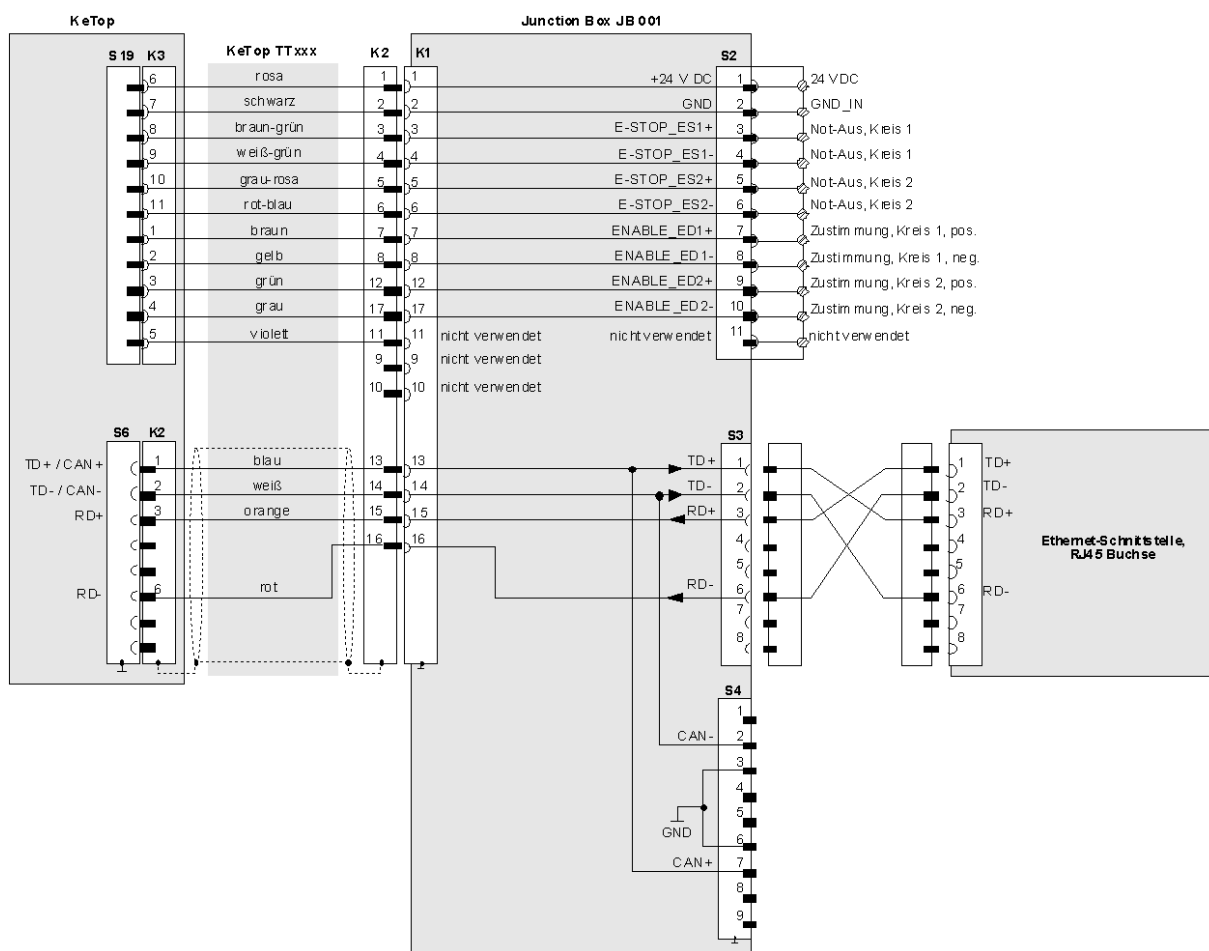 KeTop
Junction Box JB 001
S 19 K3 KeTop TTxxx K2 K1 S2
6 rosa 1 1 +24 V DC 1 24 VDC
7 schwarz 2 2 GND 2 GND_IN
8 braun-grün 3 3 E-STOP_ES1+ 3 Not-Aus, Kreis 1
9 weiß-grün 4 4 E-STOP_ES1- 4 Not-Aus, Kreis 1
10 grau-rosa 5 5 E-STOP_ES2+ 5 Not-Aus, Kreis 2
11 rot-blau 6 6 E-STOP_ES2- 6 Not-Aus, Kreis 2
1 braun 7 7 ENABLE_ED1+ 7 Zustimmung, Kreis 1, pos.
2 gelb 8 8 ENABLE_ED1- 8 Zustimmung, Kreis 1, neg.
3 grün 12 12 ENABLE_ED2+ 9 Zustimmung, Kreis 2, pos.
4 grau 17 17 ENABLE_ED2- 10 Zustimmung, Kreis 2, neg.
5 violett 11 11 nicht verwendet nicht verwendet 11 nicht verwendet
9 9 nicht verwendet
10 10 nicht verwendet
S6 K2 S3
TD+ / CAN+ 1 blau 13 13 TD+ 1 1 TD+
TD- / CAN- 2 weiß 14 14 TD- 2 2 TD-
RD+ 3 orange 15 15 RD+ 3 3 RD+
16 16 4 4
Ethernet-Schnittstelle,
RJ45 Buchse
5 5
RD- 6 rot RD- 6 6 RD-
7 7
8 8
S4
1
CAN- 2
3
4
5
GND
6
CAN+ 7
8
9